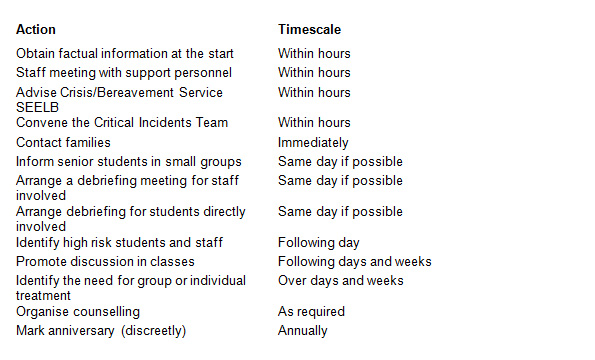 Action Timescale
Obtain factual information at the start Within hours
Staff meeting with support personnel Within hours
Advise Crisis/Bereavement Service Within hours
SEELB
Convene the Critical Incidents Team Within hours
Contact families Immediately
Inform senior students in small groups Same day if possible
Arrange a debriefing meeting for staff Same day if possible
involved
Arrange debriefing for students directly Same day if possible
involved
Identify high risk students and staff Following day
Promote discussion in classes Following days and weeks
Identify the need for group or individual Over days and weeks
treatment
Organise counselling As required
Mark anniversary (discreetly) Annually